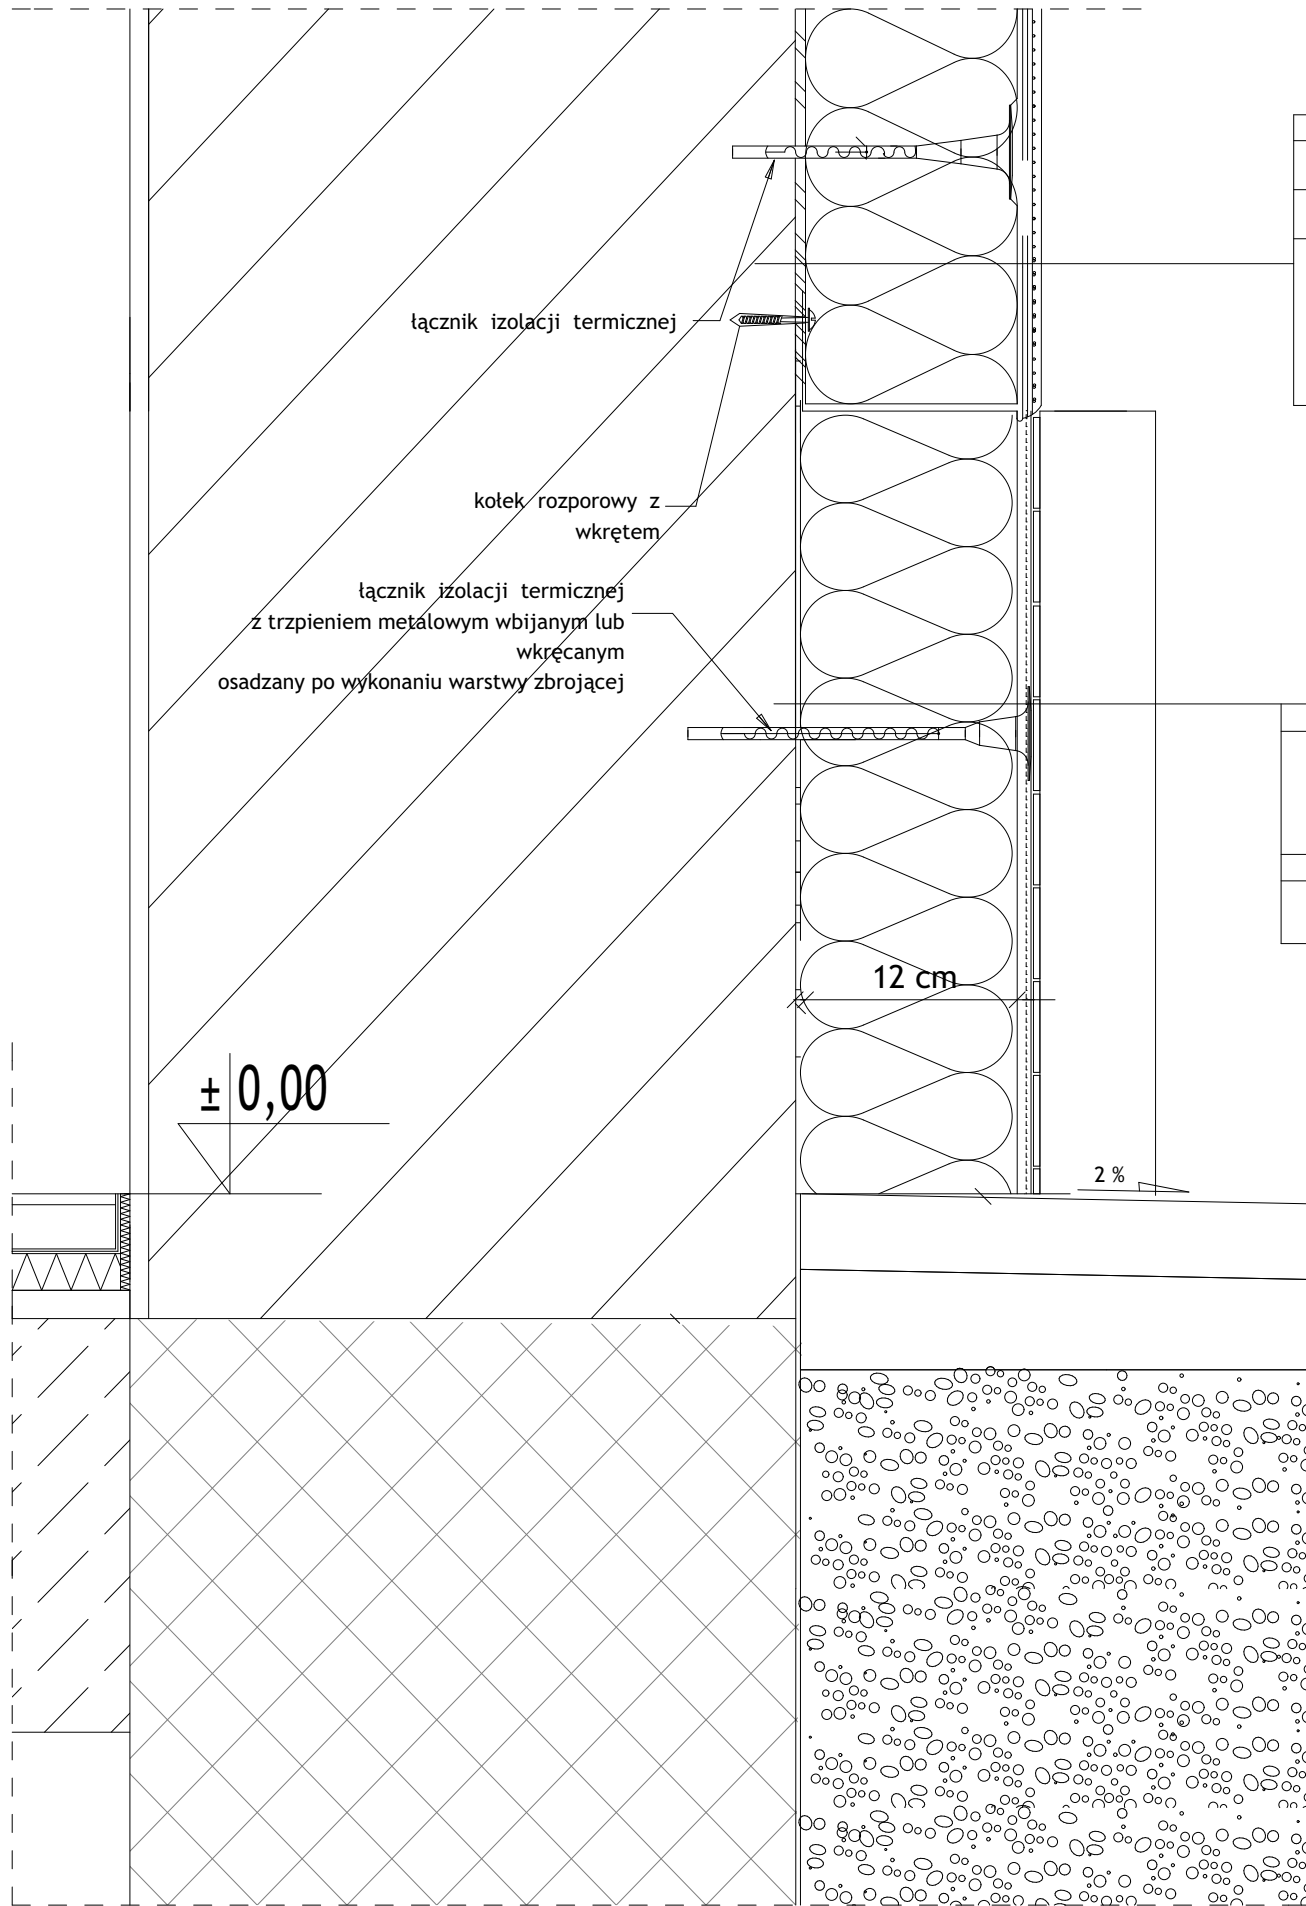 łącznik izolacji termicznej
kołek rozporowy z
wkrętem
łącznik izolacji termicznej
z trzpieniem metalowym wbijanym lub
wkręcanym
osadzany po wykonaniu warstwy zbrojącej
12 cm
± 0,00
2 %